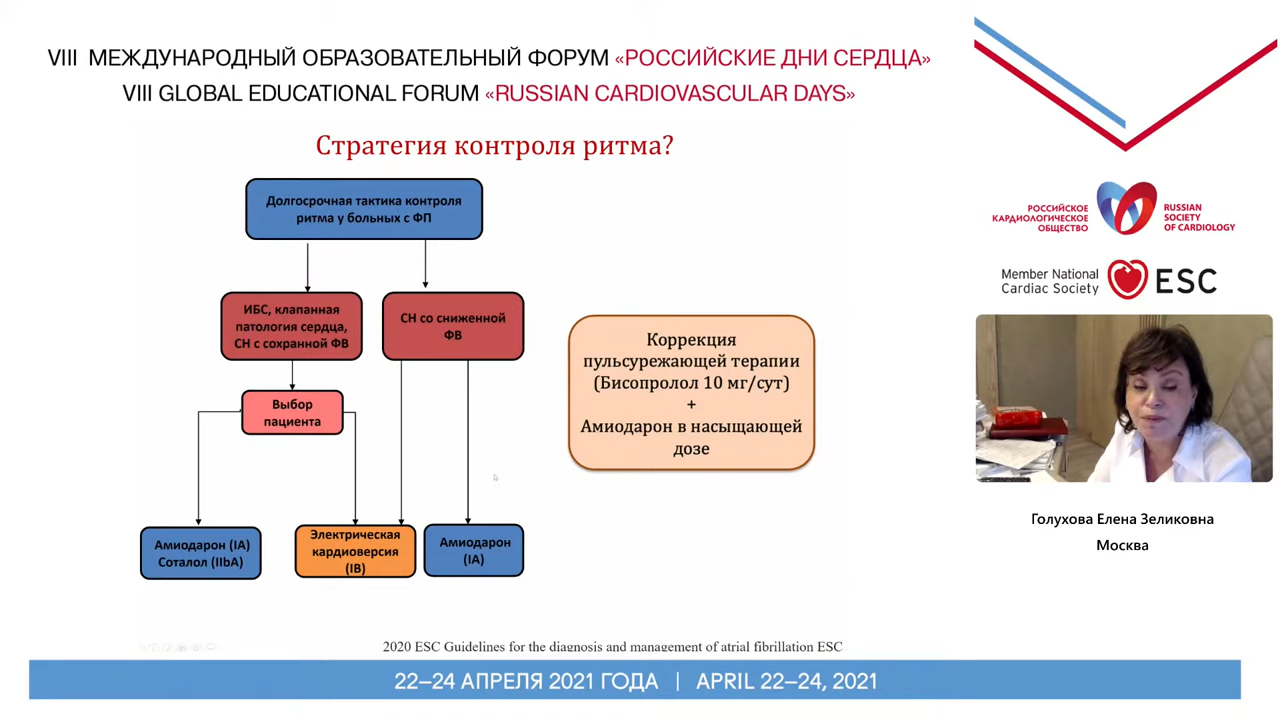 VIII МЕЖДУНАРОДНЫЙ ОБРАЗОВАТЕЛЬНЫЙ ФОРУМ «РОССИЙСКИЕ ДНИ СЕРДЦА»
VIII GLOBAL EDUCATIONAL FORUM «RUSSIAN CARDIOVASCULAR DAYS»
Стратегия контроля ритма?
Долгосрочная тактика контроля
ритма у больных с ФП
ИБС, клапанная
патология сердца,
СН с сохранной ФВ
СН со сниженной
ФВ
Выбор
пациента
Амиодарон (IA)
Соталол (IIbA)
Электрическая
кардиоверсия
(IB)
Амиодарон
(IA)
Коррекция
пульсурежающей терапии
(Бисопролол 10 мг/сут)
+
Амиодарон в насыщающей
дозе
2020 ESC Guidelines for the diagnosis and management of atrial fibrillation ESC
РОССИЙСКОЕ
КАРДИОЛОГИЧЕСКОЕ
ОБЩЕСТВО
RUSSIAN
SOCIETY
OF CARDIOLOGY
Member National
Cardiac Society
ESC
Голухова Елена Зеликовна
Москва
22–24 АПРЕЛЯ 2021 ГОДА | APRIL 22–24, 2021